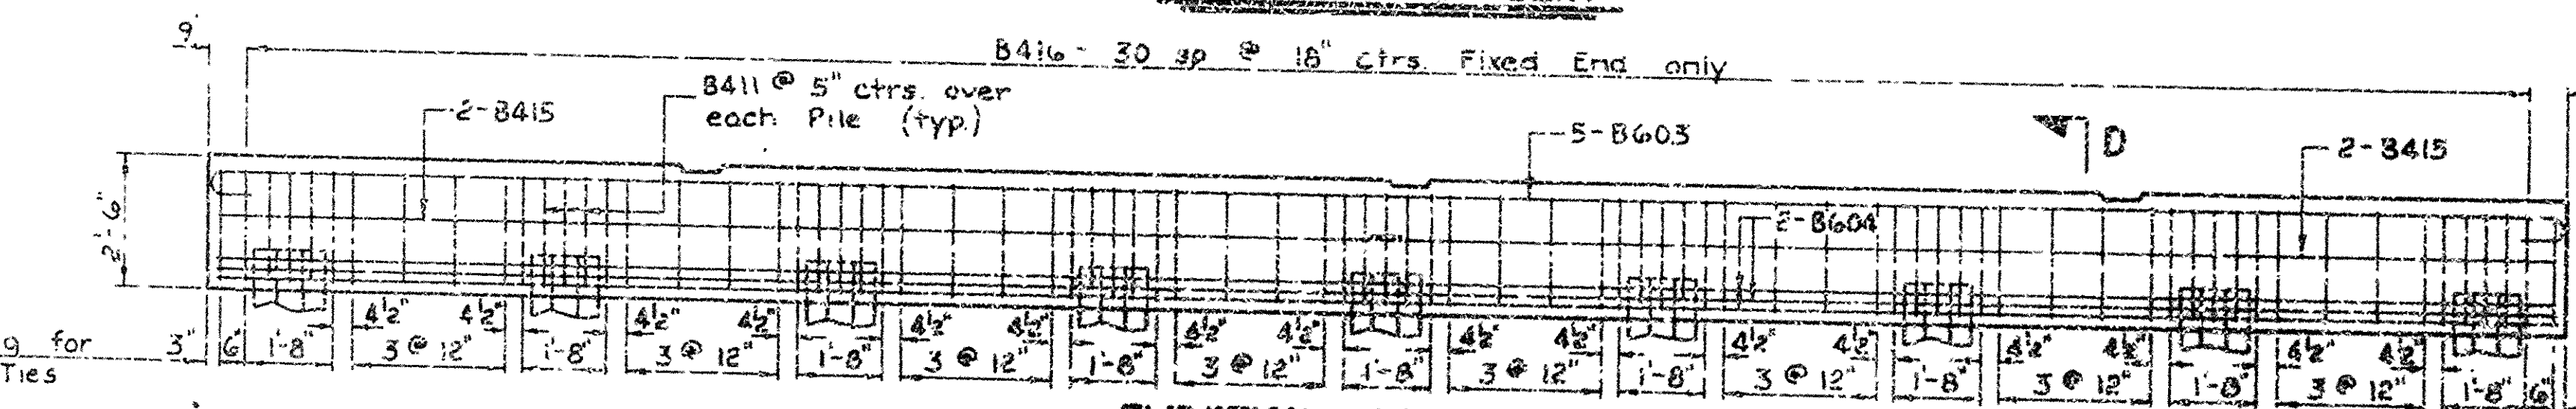 9"
B416 - 30 sp @ 18" Ctrs. Fixed End only
B411 @ 5" ctrs. over
each Pile (typ.)
2-B415
5-B603
D
2-B415
2'-6"
2-B604
4½" 4½" 4½" 4½" 4½" 4½" 4½" 4½" 4½" 4½" 4½" 4½" 4½" 4½" 4½" 4½"
g for 3" 6" 1'-8" 3 @ 12" 1'-8" 3 @ 12" 1'-8" 3 @ 12" 1'-8" 3 @ 12" 1'-8" 3 @ 12" 1'-8" 3 @ 12" 1'-8" 3 @ 12" 1'-8" 3 @ 12" 1'-8" 6"
Ties